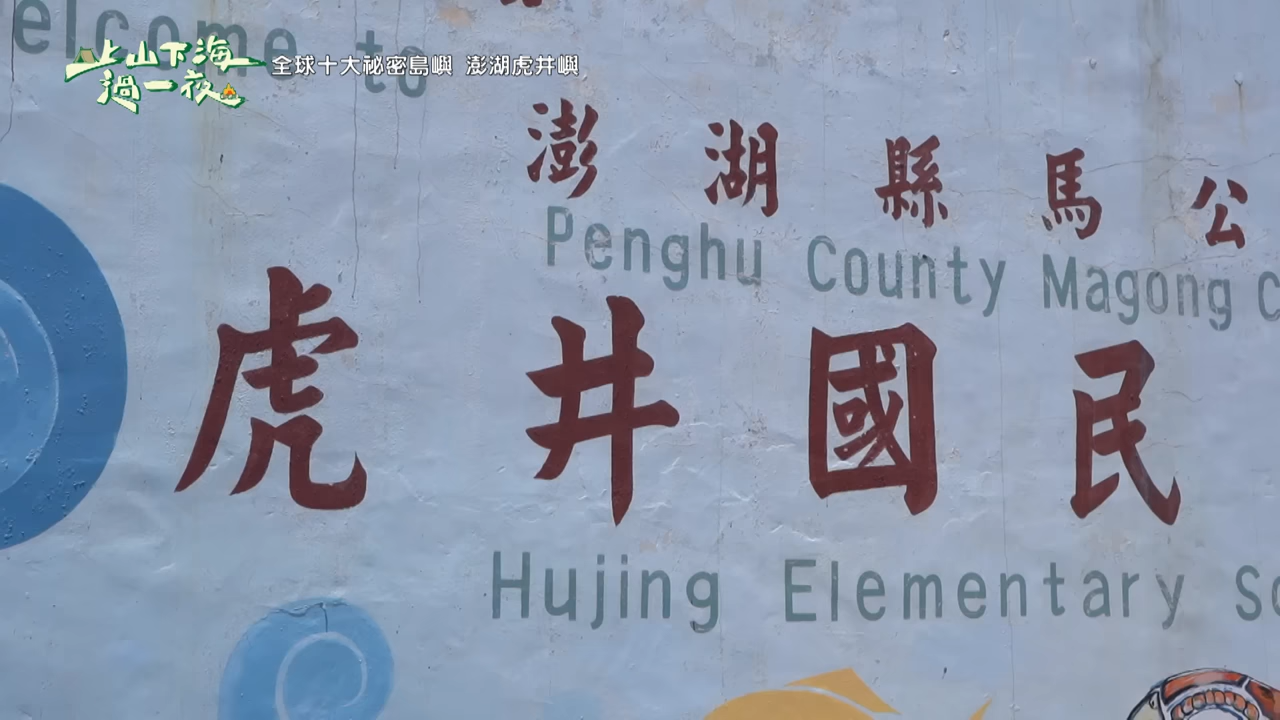 elcome to
上山下海
過一夜
全球十大祕密島嶼 澎湖虎井嶼
澎湖縣馬公
Penghu County Magong C
虎井國民
Hujing Elementary Sc